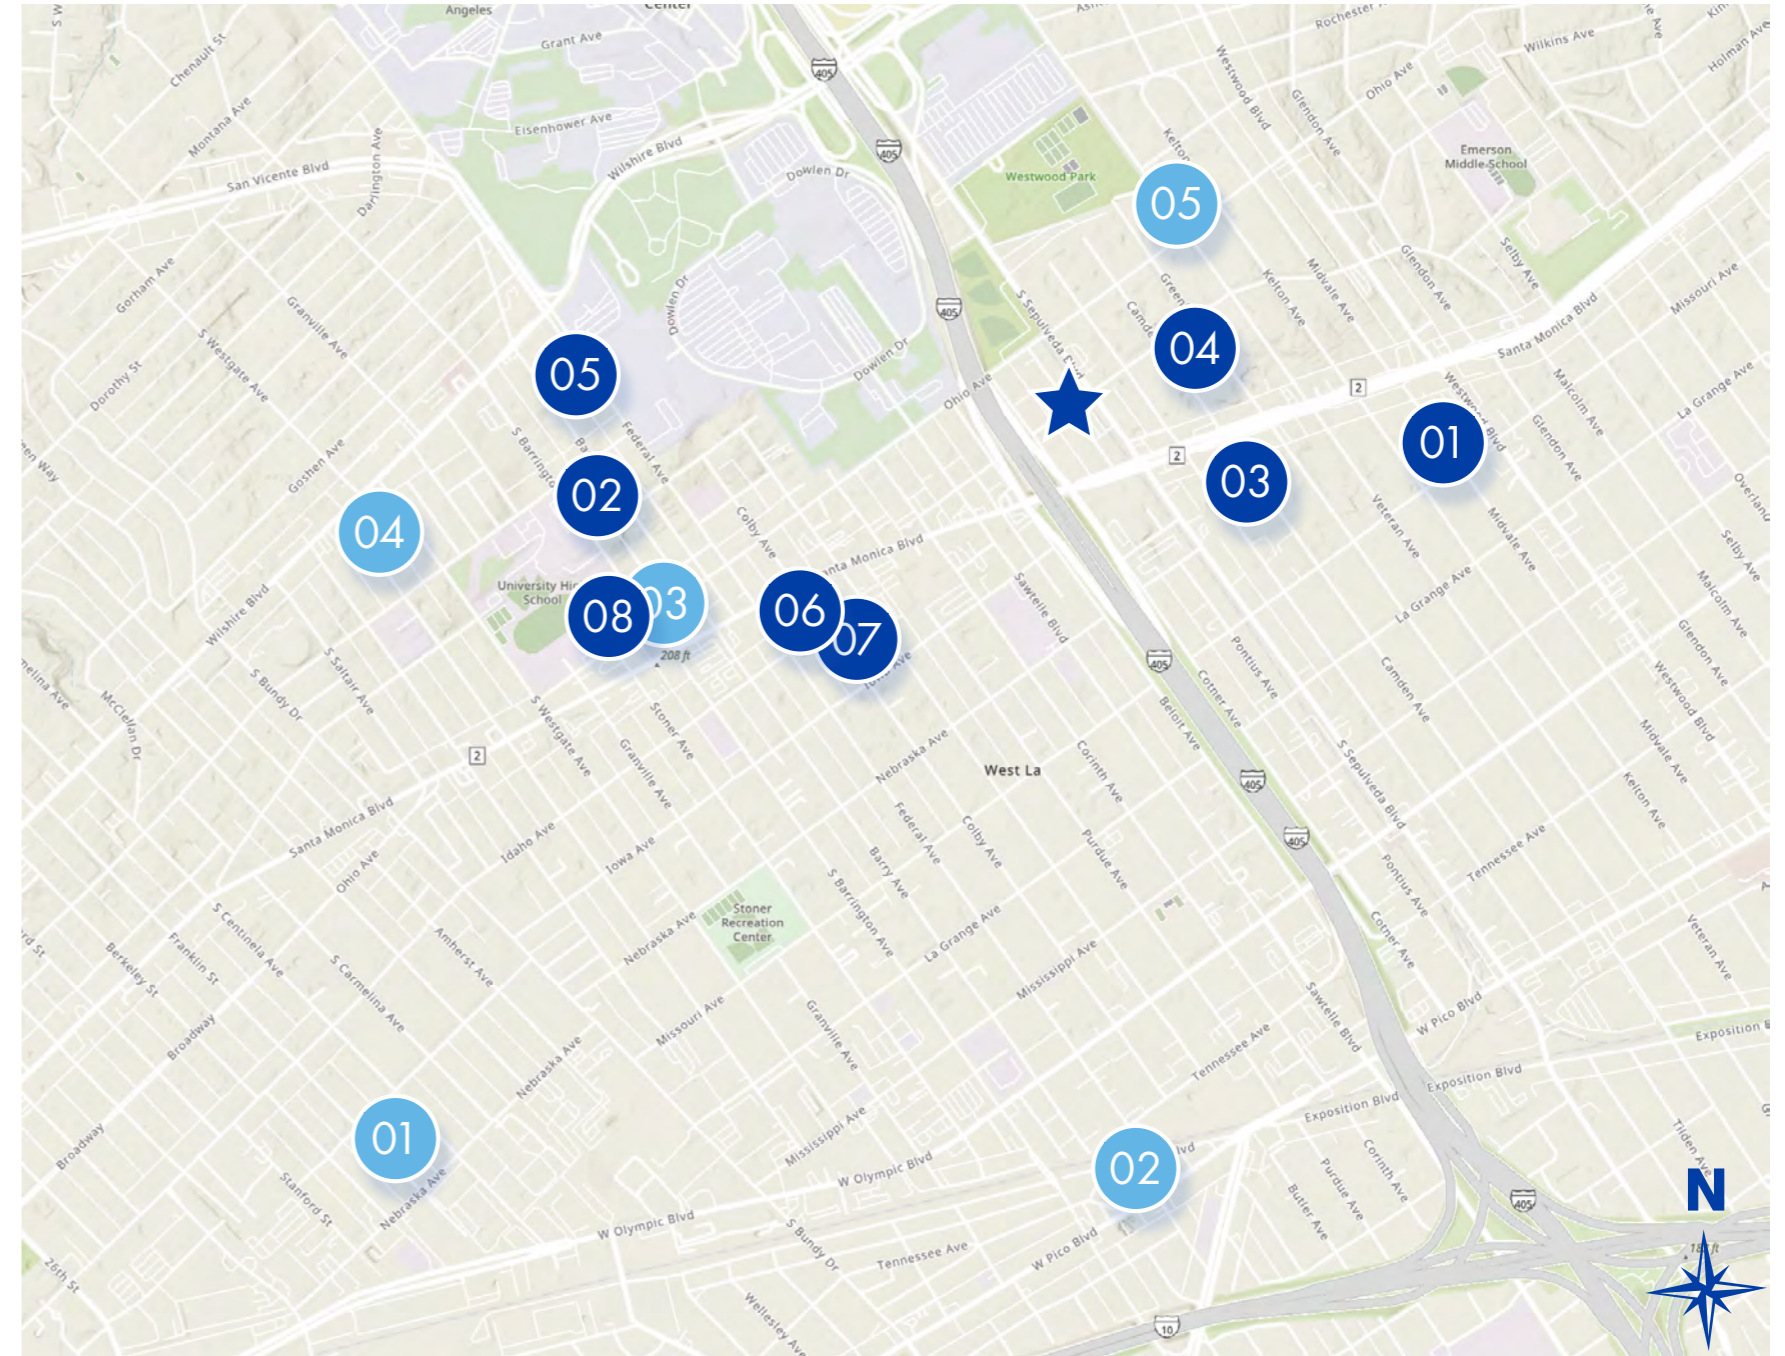 Angeles
Center
Grant Ave
Chenault St
Montana Ave
Darlington Ave
San Vicente Blvd
Eisenhower Ave
Wilshire Blvd
Dowlen Dr
405
405
Westwood Park
Kelton
Westwood Blvd
Glendon Ave
Ohio Ave
Wilkins Ave
Holman Ave
Emerson
Middle School
05
Gorham Ave
Granville Ave
S Westgate Ave
Dorothy St
Dowlen Dr
Dowlen Dr
405
S Sepulveda Blvd
Kelton Ave
Midvale Ave
Glendon Ave
Selby Ave
Missouri Ave
Santa Monica Blvd
04
05
Ohio Ave
2
Westwood Blvd
Malcolm Ave
La Grange Ave
Goshen Ave
Federal Ave
01
Glendon Ave
2
03
02
04
Colby Ave
Veteran Ave
Midvale Ave
Selby Ave
University
School
08
03
208 ft
06
07
Sawtelle Blvd
La Grange Ave
Malcolm Ave
Glendon Ave
Wilshire Blvd
S Saltair Ave
S Bundy Dr
McClellan Dr
S Westgate Ave
Stoner Ave
Granville Ave
405
Pontius Ave
Cotner Ave
Beloit Ave
Camden Ave
Westwood Blvd
Midvale Ave
2
Nebraska Ave
West La
Corinth Ave
405
S Sepulveda Blvd
Kelton Ave
Santa Monica Blvd
Idaho Ave
Iowa Ave
Ohio Ave
Federal Ave
Colby Ave
Barry Ave
Purdue Ave
405
Pontius Ave
Tennessee Ave
S Barrington Ave
Stoner
Recreation
Center
Nebraska Ave
La Grange Ave
Mississippi Ave
Cotner Ave
Veteran Ave
S Centinela Ave
Franklin St
Berkeley St
Amherst Ave
S Carmelina Ave
Broadway
Missouri Ave
Granville Ave
Sawtelle Blvd
W Pico Blvd
Nebraska Ave
Tennessee Ave
Exposition Blvd
Exposition Blvd
Exposition
01
Mississippi Ave
Broadway
W Olympic Blvd
02
Corinth Ave
Purdue Ave
Butler Ave
Tilden Ave
N
Stanford St
Nebraska Ave
W Olympic Blvd
S Bundy Dr
Tennessee Ave
W Pico Blvd
405
26th St
Wellesley Ave
10